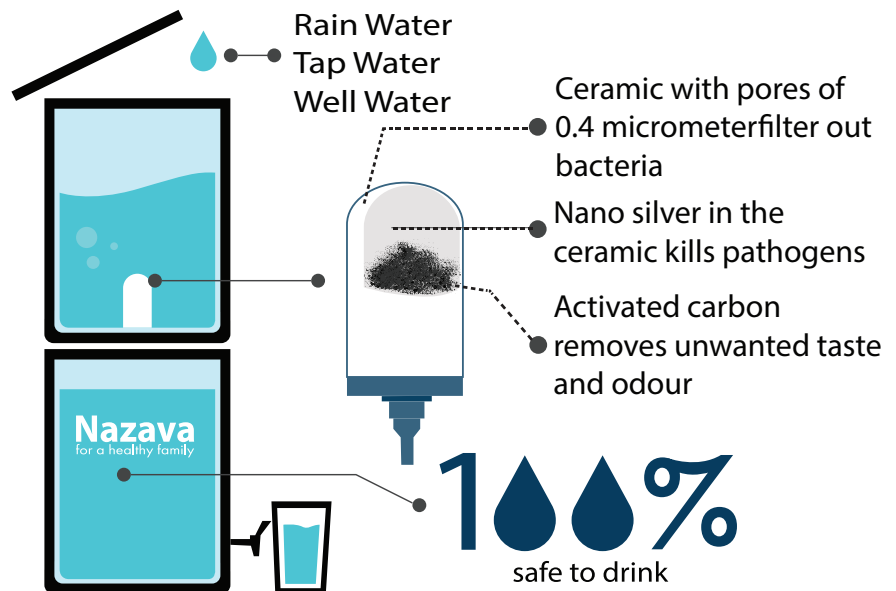 Rain Water
Tap Water
Well Water
Ceramic with pores of
0.4 micrometerfilter out
bacteria
Nano silver in the
ceramic kills pathogens
Activated carbon
removes unwanted taste
and odour
Nazava
for a healthy family
100%
safe to drink